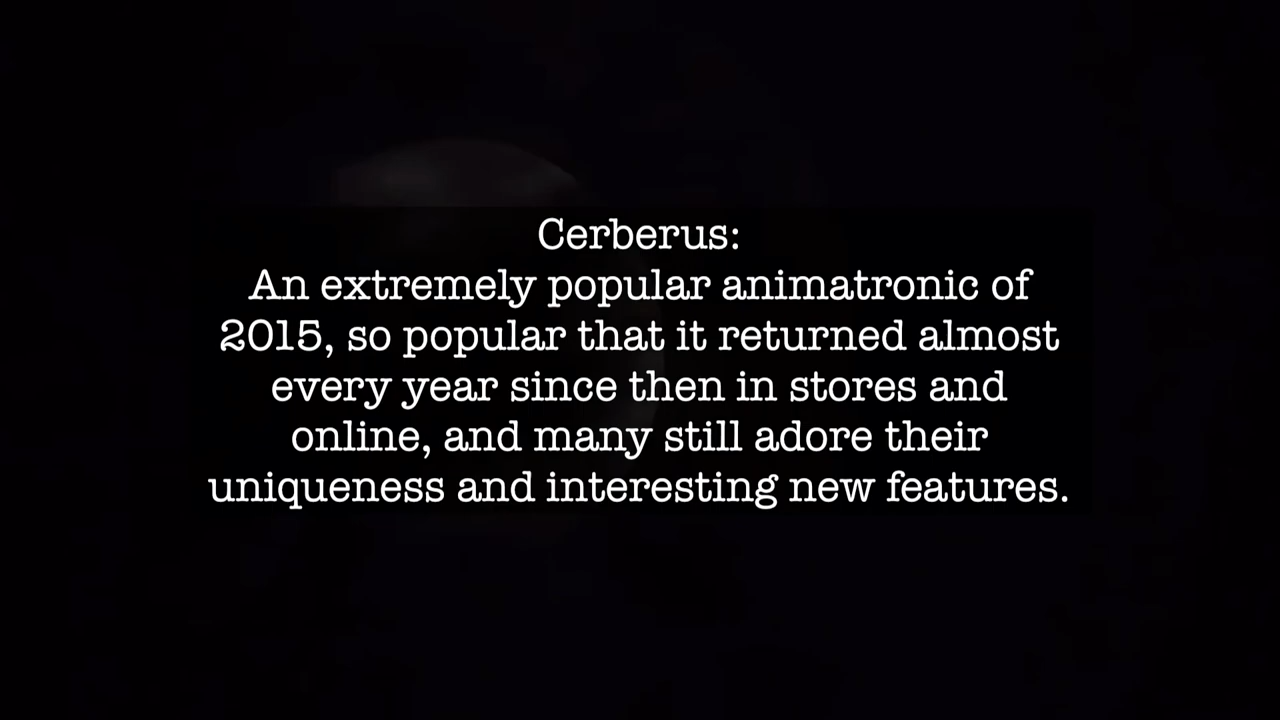 Cerberus:
An extremely popular animatronic of
2015, so popular that it returned almost
every year since then in stores and
online, and many still adore their
uniqueness and interesting new features.